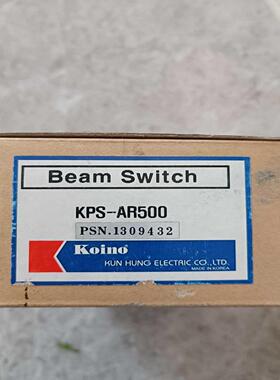 Beam Switch
KPS-AR500
PSN.1309432
Koino
KUN HUNG ELECTRIC CO.,LTD.
MADE IN KOREA